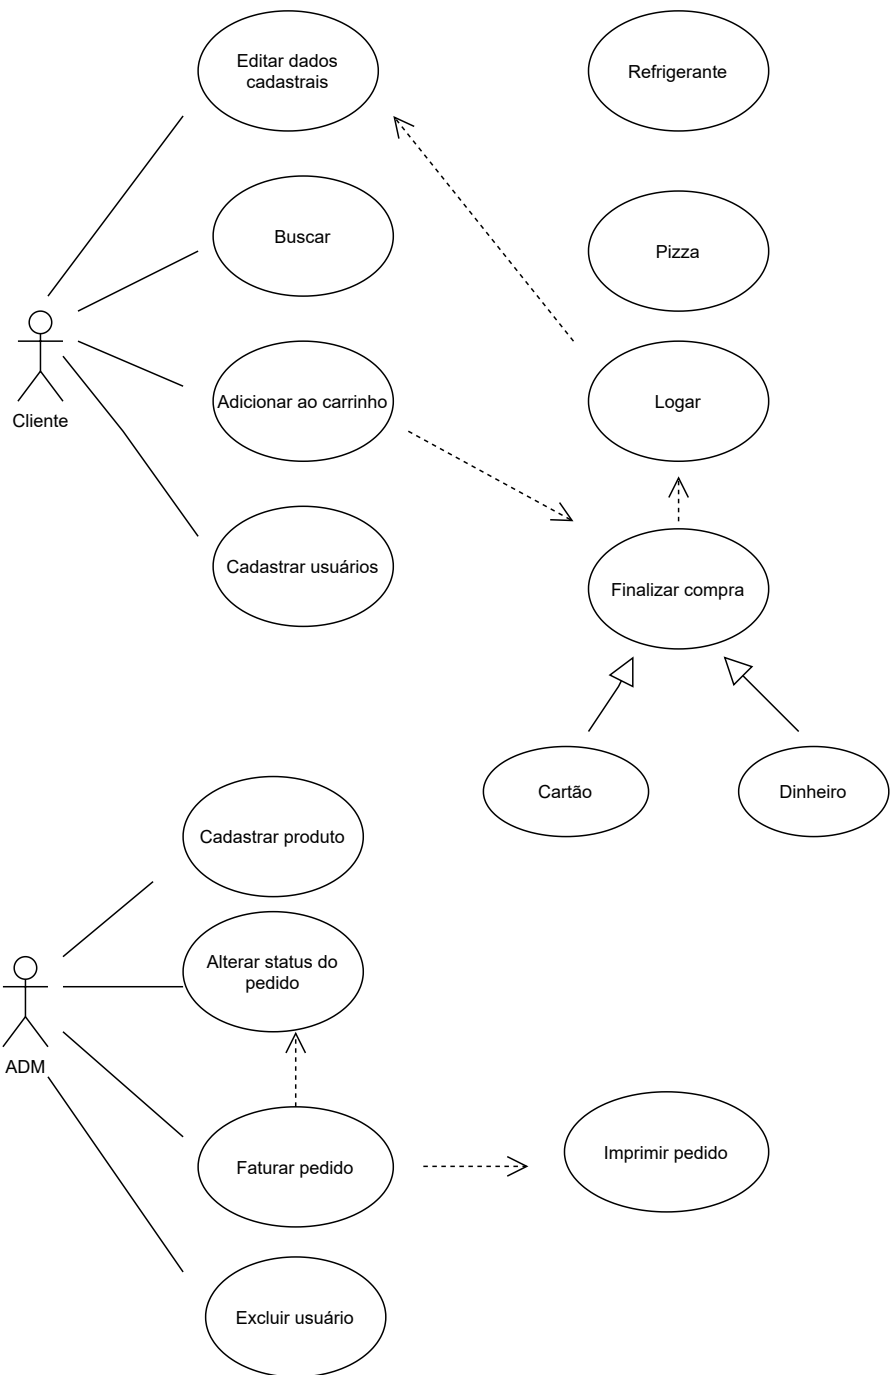 Editar dados
cadastrais
Refrigerante
Buscar
Pizza
Cliente
Adicionar ao carrinho
Logar
Cadastrar usuários
Finalizar compra
Cartão
Dinheiro
Cadastrar produto
Alterar status do
pedido
ADM
Faturar pedido
Imprimir pedido
Excluir usuário